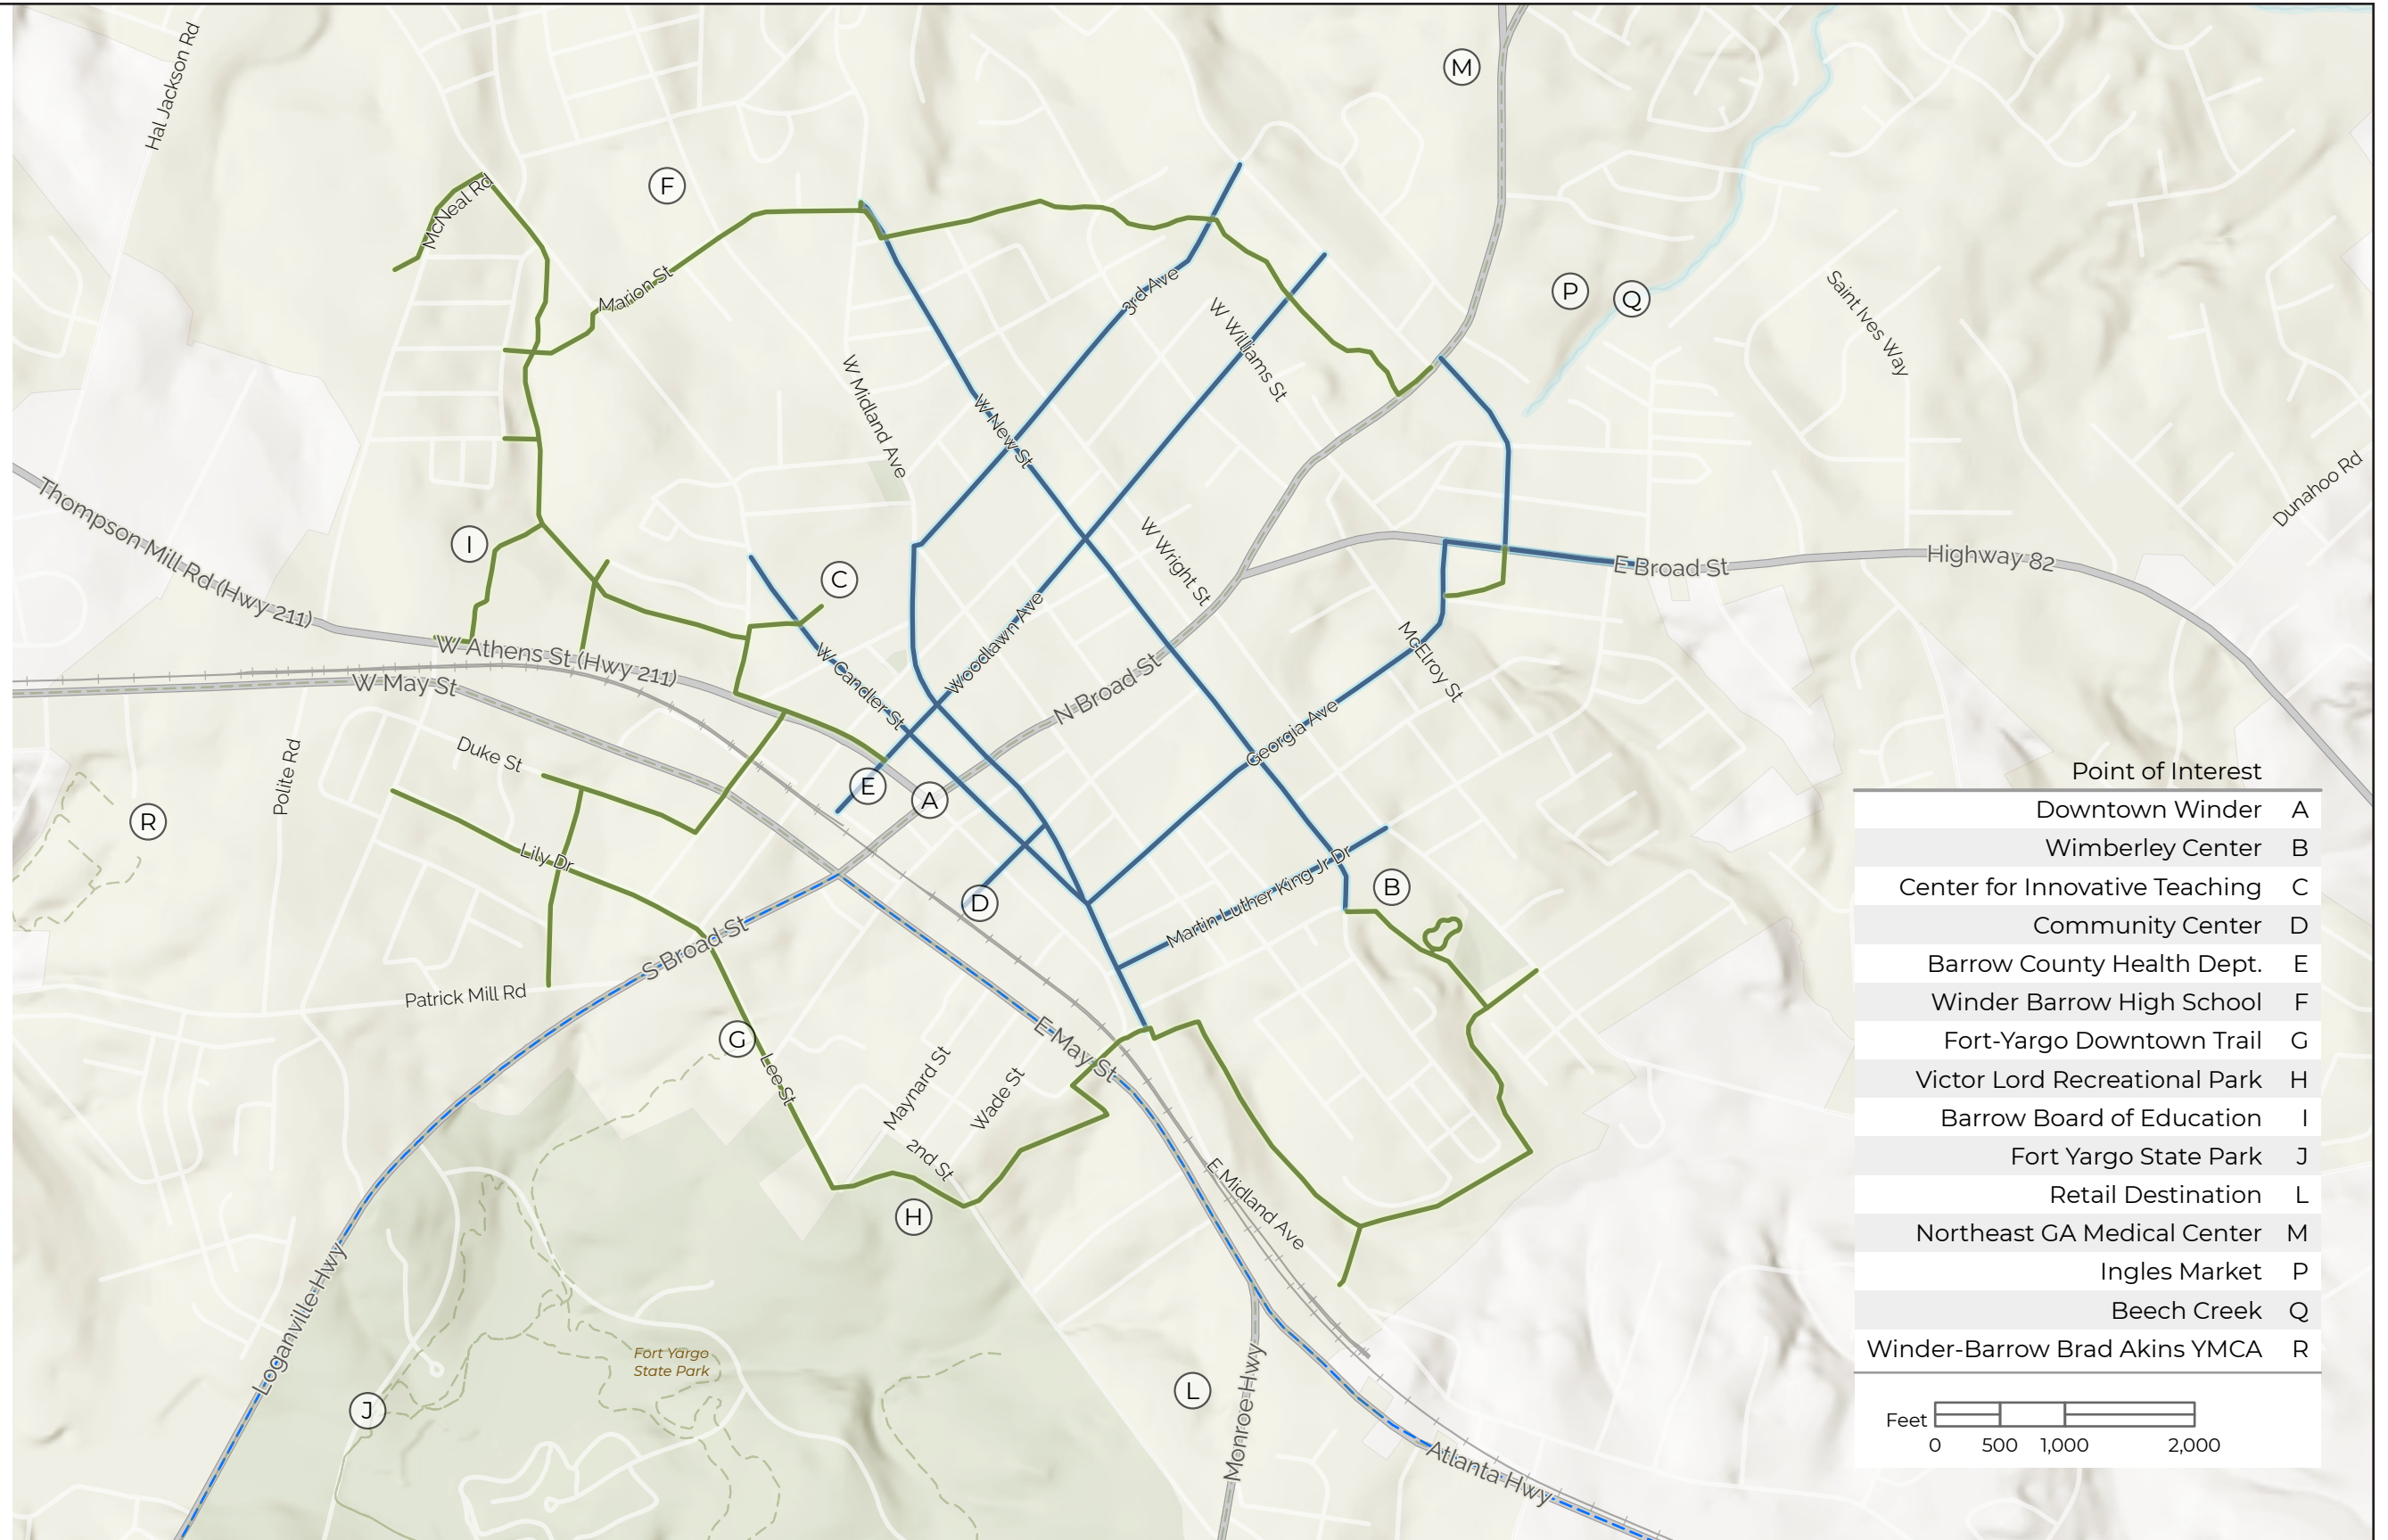 Hal Jackson Rd
M
F
McNeal Rd
Marion St
3rd Ave
P
Q
Saint Ives Way
W Williams St
W Midland Ave
W New St
Dunahoo Rd
Thompson Mill Rd (Hwy 211)
I
C
W Wright St
E Broad St
Highway 82
W Athens St (Hwy 211)
W May St
W Candler St
Woodlawn Ave
N Broad St
McElroy St
Georgia Ave
Duke St
Polite Rd
R
E
A
Lily Dr
D
B
Martin Luther King Jr Dr
S Broad St
Patrick Mill Rd
G
Lee St
E May St
Maynard St
Wade St
2nd St
H
E Midland Ave
Loganville Hwy
Fort Yargo
State Park
J
L
Monroe Hwy
Atlanta Hwy
Point of Interest
Downtown Winder A
Wimberley Center B
Center for Innovative Teaching C
Community Center D
Barrow County Health Dept. E
Winder Barrow High School F
Fort-Yargo Downtown Trail G
Victor Lord Recreational Park H
Barrow Board of Education I
Fort Yargo State Park J
Retail Destination L
Northeast GA Medical Center M
Ingles Market P
Beech Creek Q
Winder-Barrow Brad Akins YMCA R
Feet
0 500 1,000 2,000